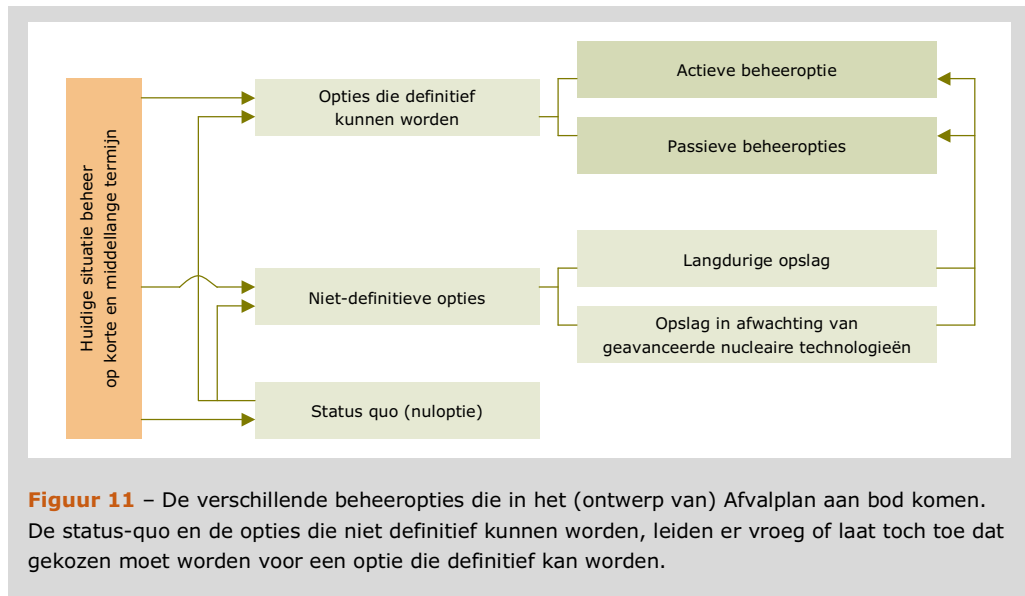 Huidige situatie beheer
op korte en middellange termijn
Opties die definitief
kunnen worden
Actieve beheeroptie
Passieve beheeropties
Niet-definitieve opties
Langdurige opslag
Opslag in afwachting van
geavanceerde nucleaire technologieën
Status quo (nuloptie)
Figuur 11 – De verschillende beheeropties die in het (ontwerp van) Afvalplan aan bod komen.
De status-quo en de opties die niet definitief kunnen worden, leiden er vroeg of laat toch toe dat
gekozen moet worden voor een optie die definitief kan worden.